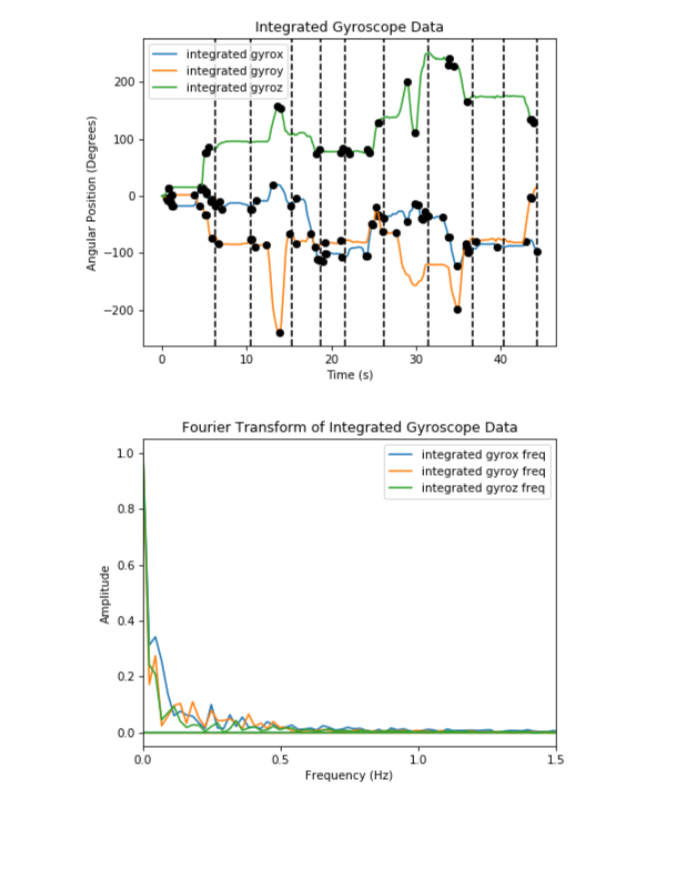 Integrated Gyroscope Data
integrated gyrox
integrated gyroy
integrated gyroz
200
100
0
−100
−200
Angular Position (Degrees)
0 10 20 30 40
Time (s)
Fourier Transform of Integrated Gyroscope Data
integrated gyrox freq
integrated gyroy freq
integrated gyroz freq
1.0
0.8
0.6
0.4
0.2
0.0
Amplitude
0.0 0.5 1.0 1.5
Frequency (Hz)